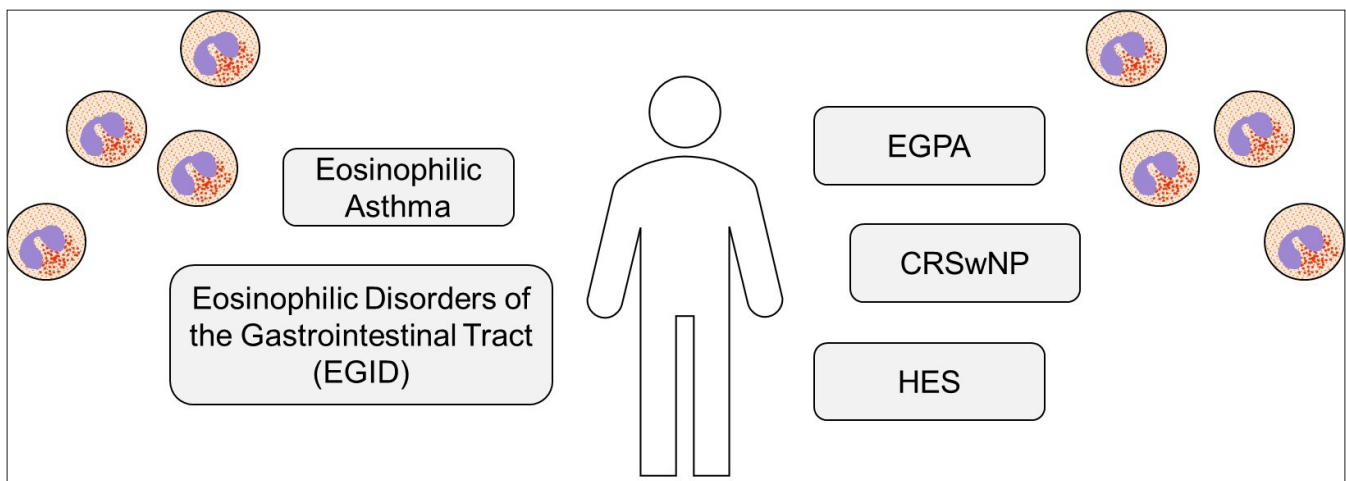 Eosinophilic
Asthma
Eosinophilic Disorders of
the Gastrointestinal Tract
(EGID)
EGPA
CRSwNP
HES